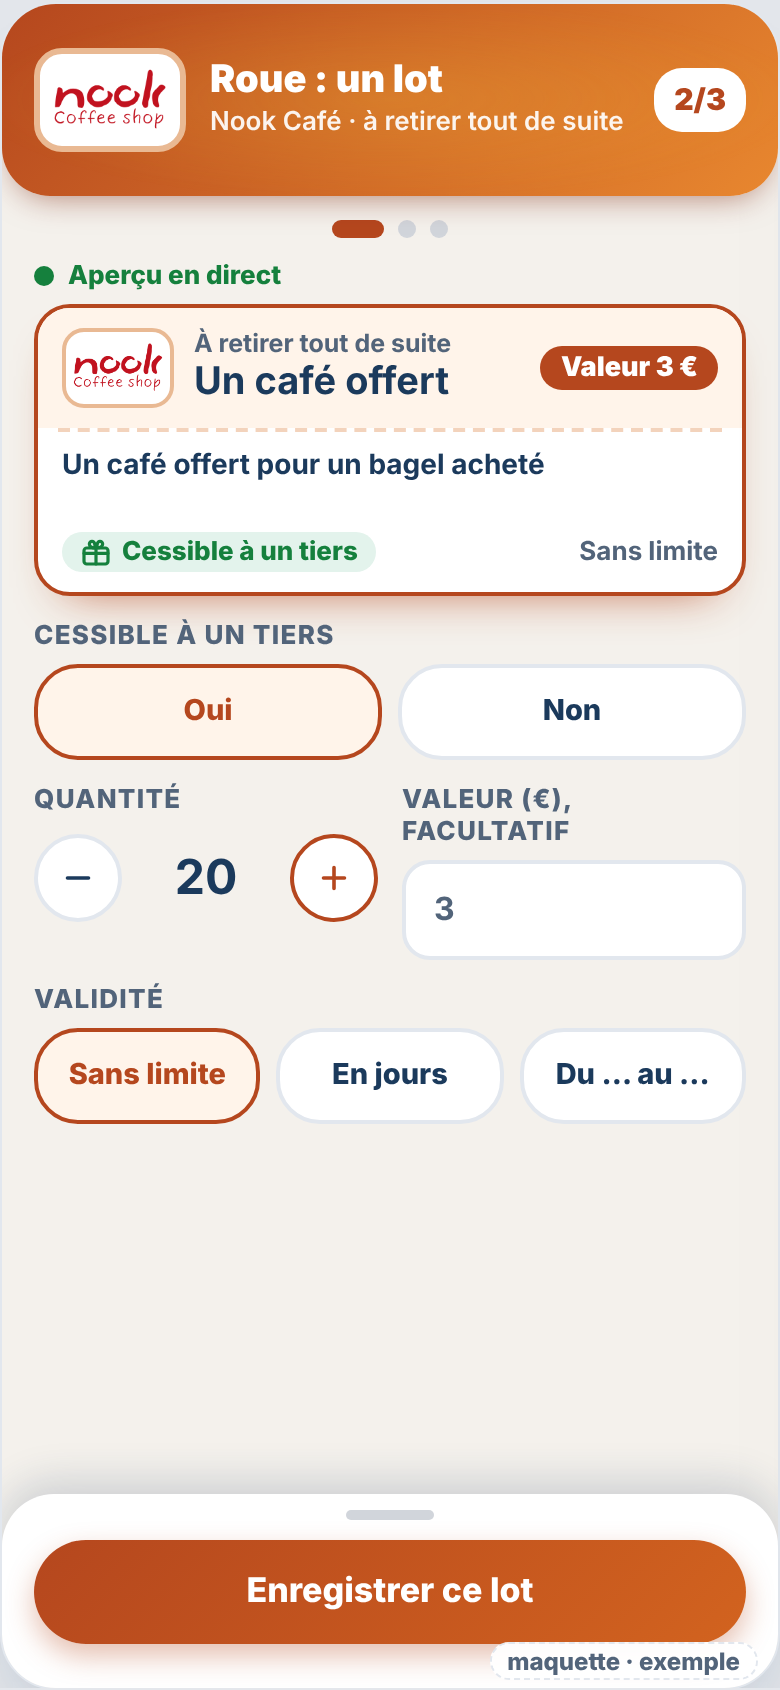 nook
Coffee shop
Roue : un lot
Nook Café · à retirer tout de suite
2/3
Aperçu en direct
nook
Coffee shop
À retirer tout de suite
Un café offert
Valeur 3 €
Un café offert pour un bagel acheté
Cessible à un tiers
Sans limite
CESSIBLE À UN TIERS
Oui
Non
QUANTITÉ
VALEUR (€),
FACULTATIF
− 20 +
3
VALIDITÉ
Sans limite
En jours
Du ... au ...
Enregistrer ce lot
maquette · exemple